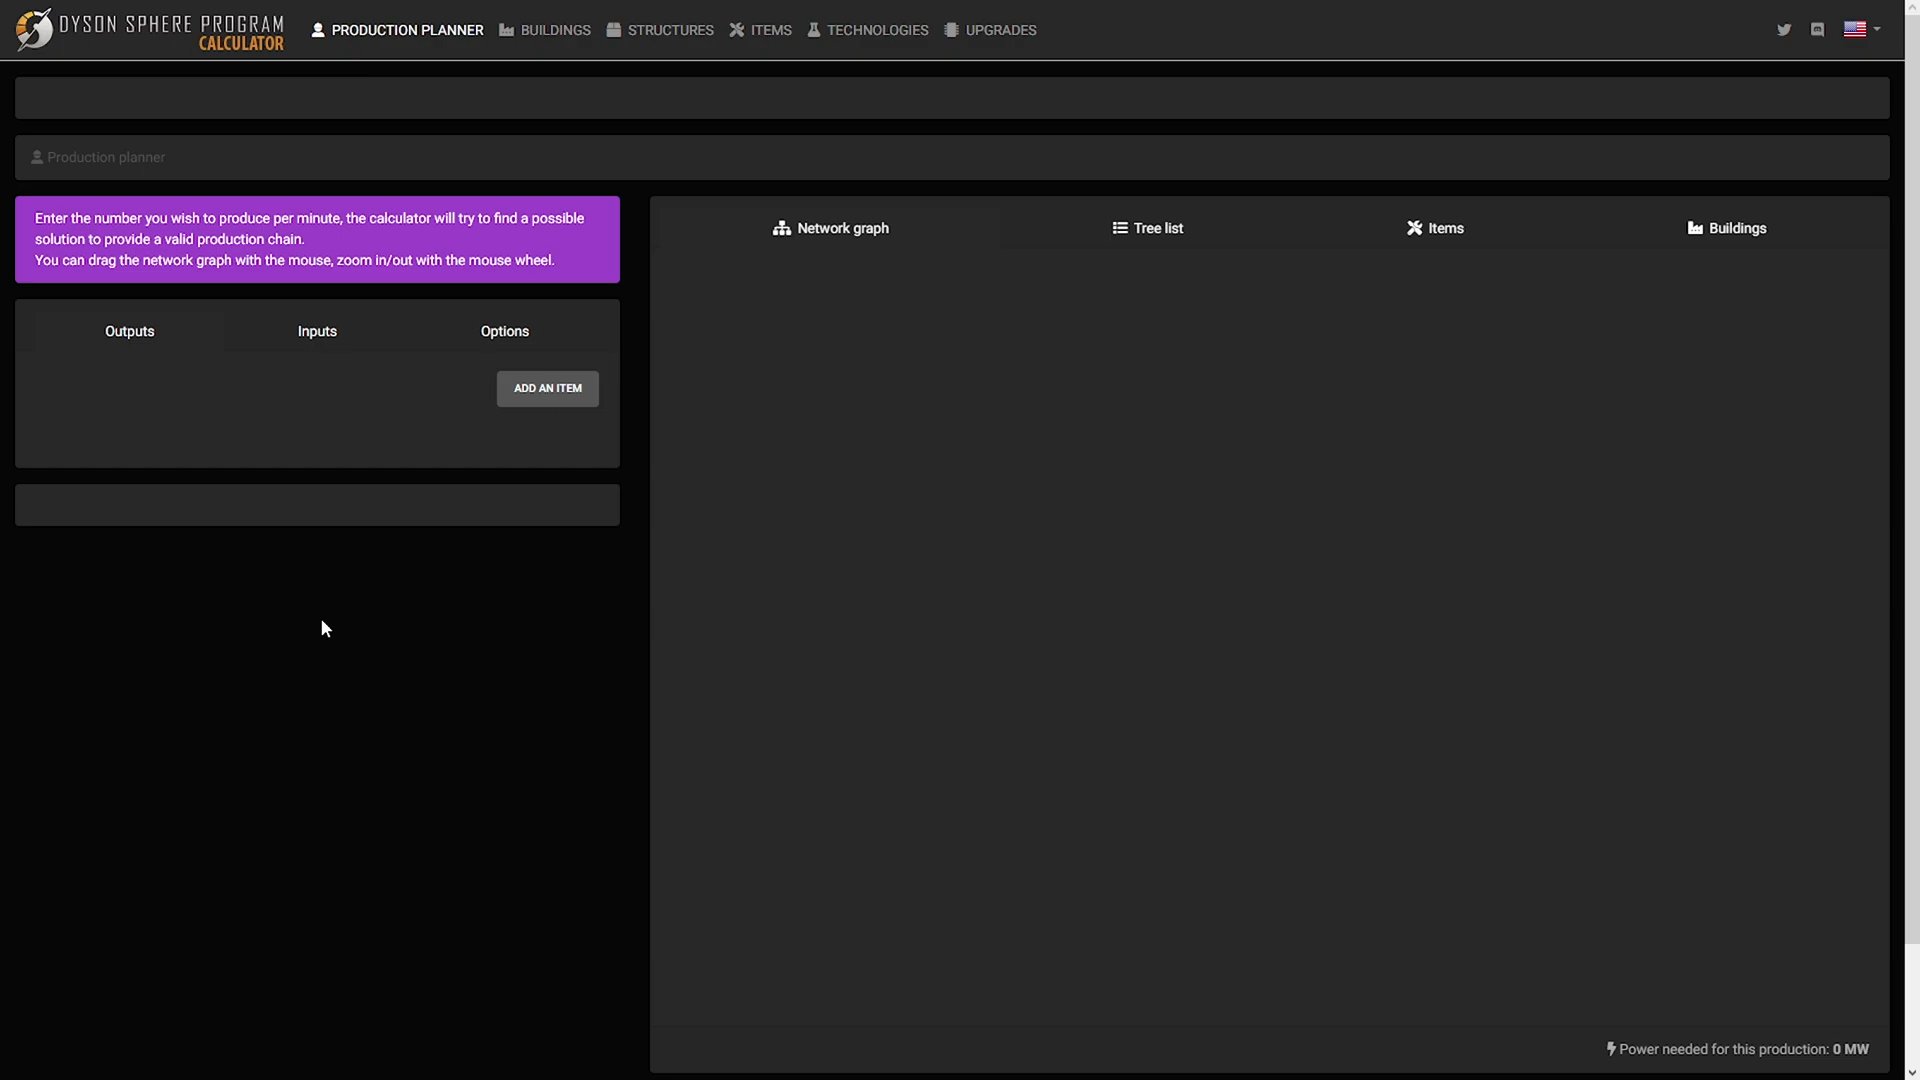 DYSON SPHERE PROGRAM
CALCULATOR
PRODUCTION PLANNER
BUILDINGS
STRUCTURES
ITEMS
TECHNOLOGIES
UPGRADES
Production planner
Enter the number you wish to produce per minute, the calculator will try to find a possible
solution to provide a valid production chain.
You can drag the network graph with the mouse, zoom in/out with the mouse wheel.
Outputs
Inputs
Options
ADD AN ITEM
Network graph
Tree list
Items
Buildings
Power needed for this production: 0 MW